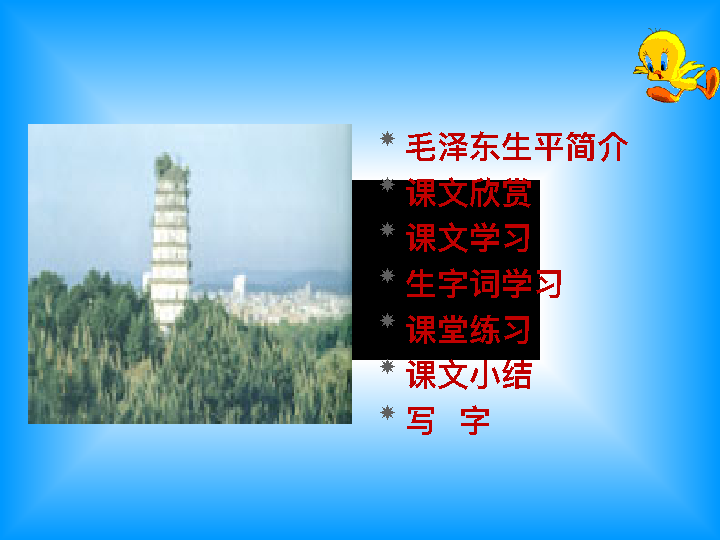 毛泽东生平简介
课文欣赏
课文学习
生字词学习
课堂练习
课文小结
写 字